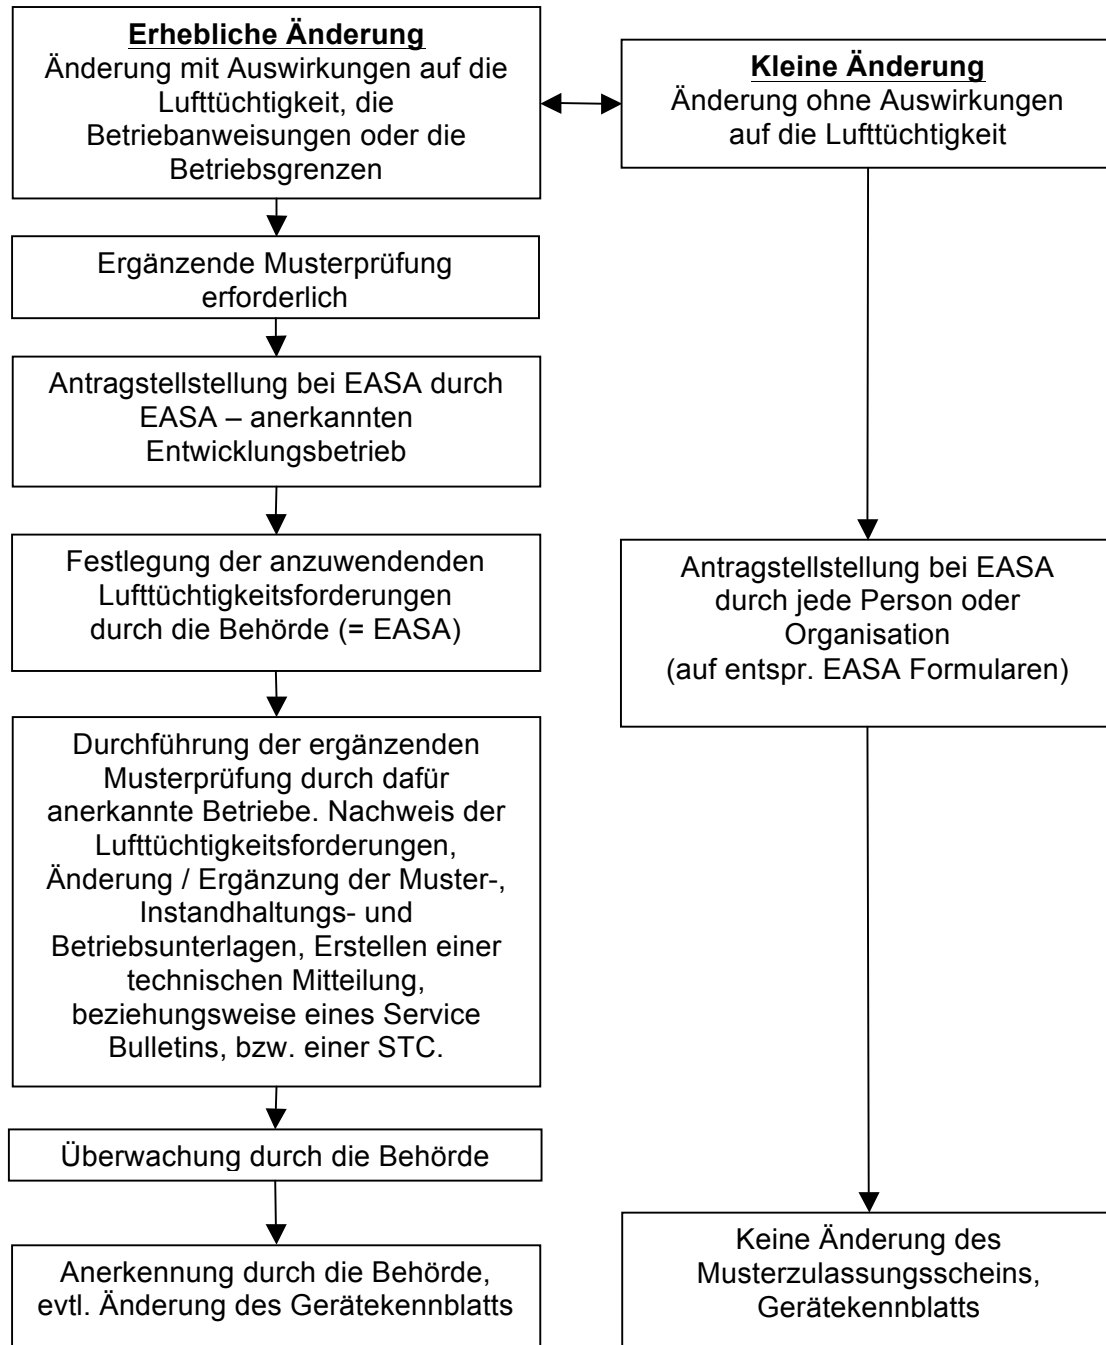 Erhebliche Änderung
Änderung mit Auswirkungen auf die
Lufttüchtigkeit, die
Betriebanweisungen oder die
Betriebsgrenzen
Ergänzende Musterprüfung
erforderlich
Antragstellstellung bei EASA durch
EASA – anerkannten
Entwicklungsbetrieb
Festlegung der anzuwendenden
Lufttüchtigkeitsforderungen
durch die Behörde (= EASA)
Durchführung der ergänzenden
Musterprüfung durch dafür
anerkannte Betriebe. Nachweis der
Lufttüchtigkeitsforderungen,
Änderung / Ergänzung der Muster-,
Instandhaltungs- und
Betriebsunterlagen, Erstellen einer
technischen Mitteilung,
beziehungsweise eines Service
Bulletins, bzw. einer STC.
Überwachung durch die Behörde
Anerkennung durch die Behörde,
evtl. Änderung des Gerätekennblatts
Kleine Änderung
Änderung ohne Auswirkungen
auf die Lufttüchtigkeit
Antragstellstellung bei EASA
durch jede Person oder
Organisation
(auf entspr. EASA Formularen)
Keine Änderung des
Musterzulassungsscheins,
Gerätekennblatts